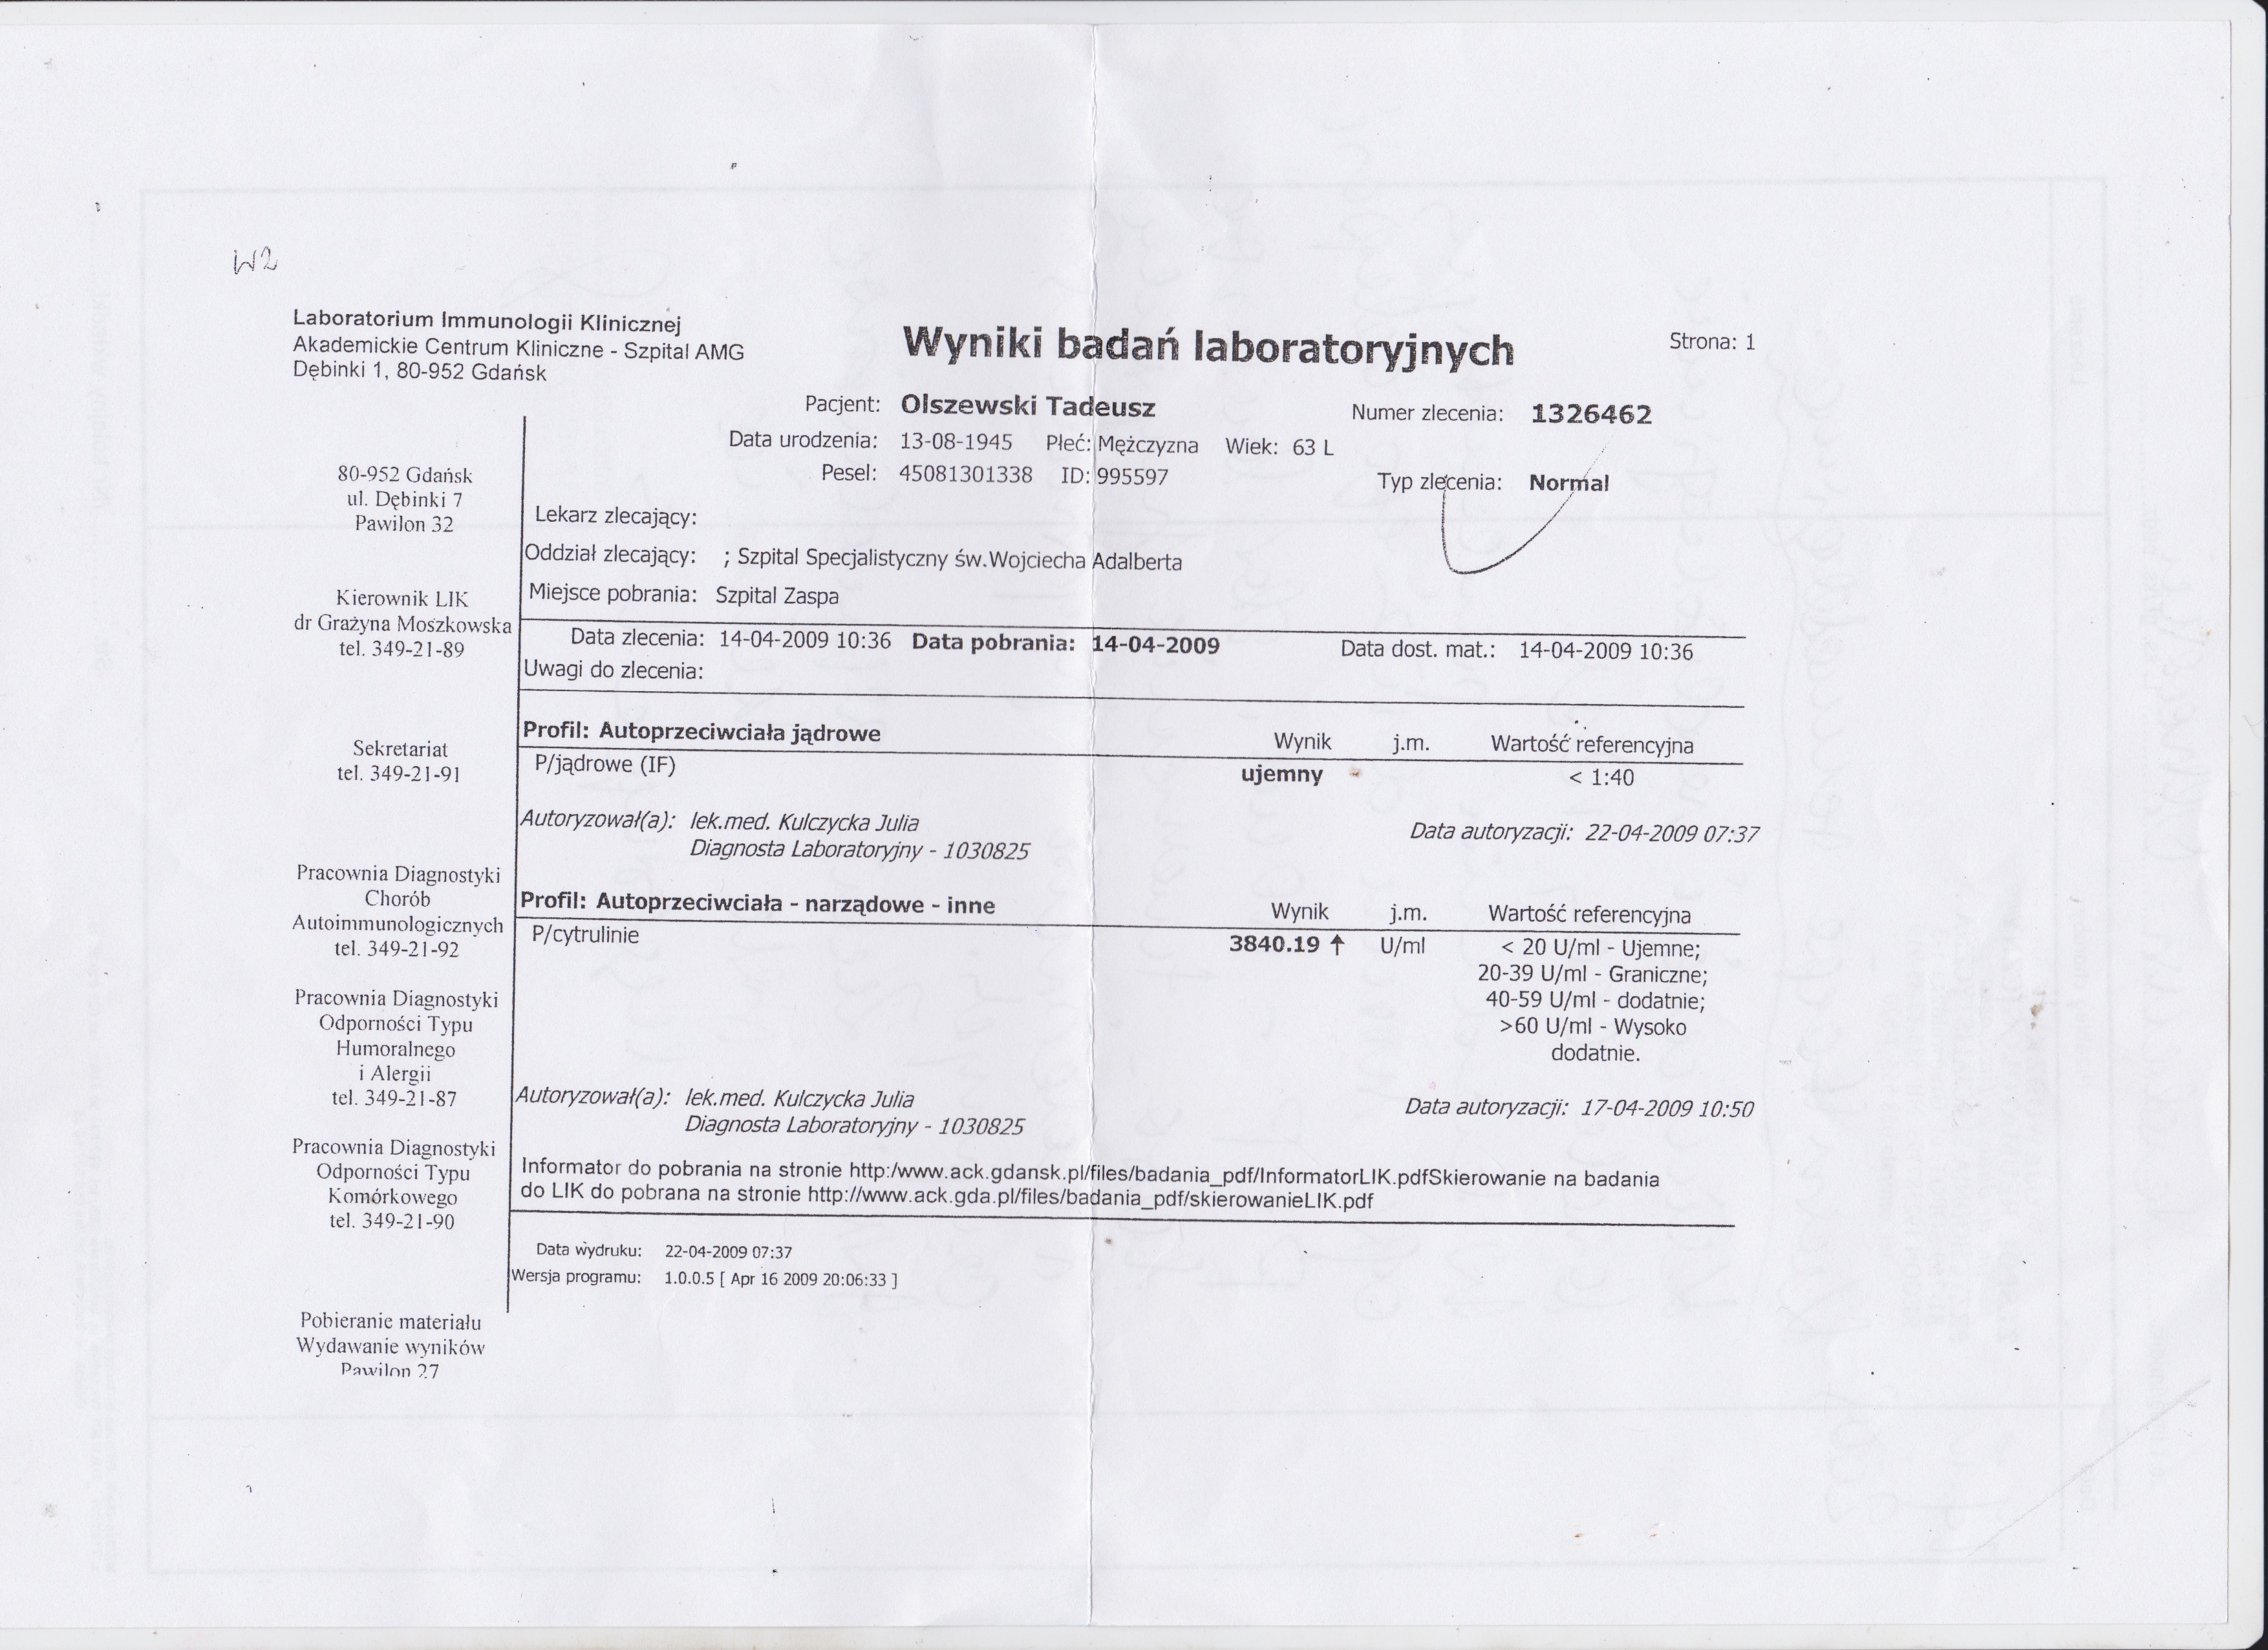 W2
Laboratorium Immunologii Klinicznej
Akademickie Centrum Kliniczne - Szpital AMG
Dębinki 1, 80-952 Gdańsk
Wyniki badań laboratoryjnych
Strona: 1
Pacjent: Olszewski Tadeusz
Numer zlecenia: 1326462
Data urodzenia: 13-08-1945 Płeć: Mężczyzna Wiek: 63 L
Pesel: 45081301338 ID: 995597
Typ zlecenia: Normal
Lekarz zlecający:
Oddział zlecający: ; Szpital Specjalistyczny św.Wojciecha Adalberta
Miejsce pobrania: Szpital Zaspa
Data zlecenia: 14-04-2009 10:36 Data pobrania: 14-04-2009 Data dost. mat.: 14-04-2009 10:36
Uwagi do zlecenia:
Profil: Autoprzeciwciała jądrowe Wynik j.m. Wartość referencyjna
P/jądrowe (IF) ujemny < 1:40
Autoryzował(a): lek.med. Kulczycka Julia Data autoryzacji: 22-04-2009 07:37
Diagnosta Laboratoryjny - 1030825
Profil: Autoprzeciwciała - narządowe - inne Wynik j.m. Wartość referencyjna
P/cytrulinie 3840.19 ↑ U/ml < 20 U/ml - Ujemne;
20-39 U/ml - Graniczne;
40-59 U/ml - dodatnie;
>60 U/ml - Wysoko
dodatnie.
Autoryzował(a): lek.med. Kulczycka Julia Data autoryzacji: 17-04-2009 10:50
Diagnosta Laboratoryjny - 1030825
Informator do pobrania na stronie http:/www.ack.gdansk.pl/files/badania_pdf/InformatorLIK.pdfSkierowanie na badania
do LIK do pobrana na stronie http://www.ack.gda.pl/files/badania_pdf/skierowanieLIK.pdf
Data wydruku: 22-04-2009 07:37
Wersja programu: 1.0.0.5 [ Apr 16 2009 20:06:33 ]
80-952 Gdańsk
ul. Dębinki 7
Pawilon 32
Kierownik LIK
dr Grażyna Moszkowska
tel. 349-21-89
Sekretariat
tel. 349-21-91
Pracownia Diagnostyki
Chorób
Autoimmunologicznych
tel. 349-21-92
Pracownia Diagnostyki
Odporności Typu
Humoralnego
i Alergii
tel. 349-21-87
Pracownia Diagnostyki
Odporności Typu
Komórkowego
tel. 349-21-90
Pobieranie materiału
Wydawanie wyników
Pawilon 27